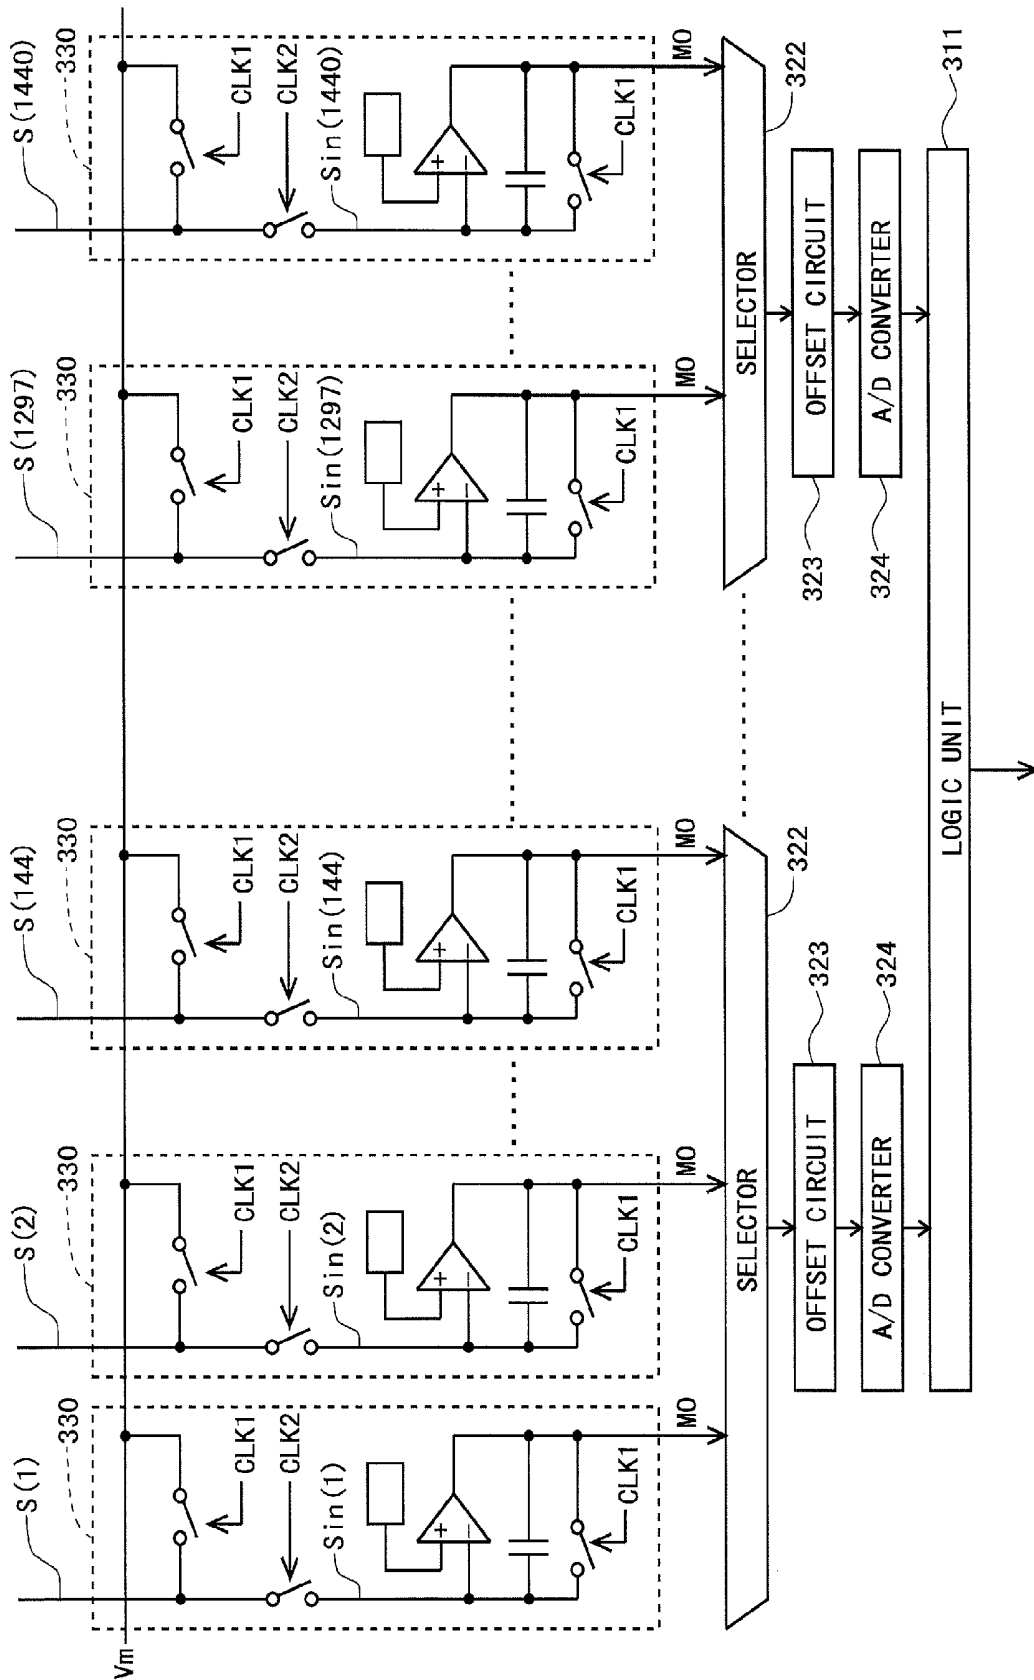 S(1) S(2) S(144) S(1297) S(1440)
330 330 330 330 330
Vm
CLK1 CLK1 CLK1 CLK1 CLK1
CLK2 CLK2 CLK2 CLK2 CLK2
Sin(1) Sin(2) Sin(144) Sin(1297) Sin(1440)
+ + + + +
− − − − −
CLK1 CLK1 CLK1 CLK1 CLK1
MO MO MO MO MO
SELECTOR 322 SELECTOR 322
OFFSET CIRCUIT 323 OFFSET CIRCUIT 323
A/D CONVERTER 324 A/D CONVERTER 324
LOGIC UNIT 311